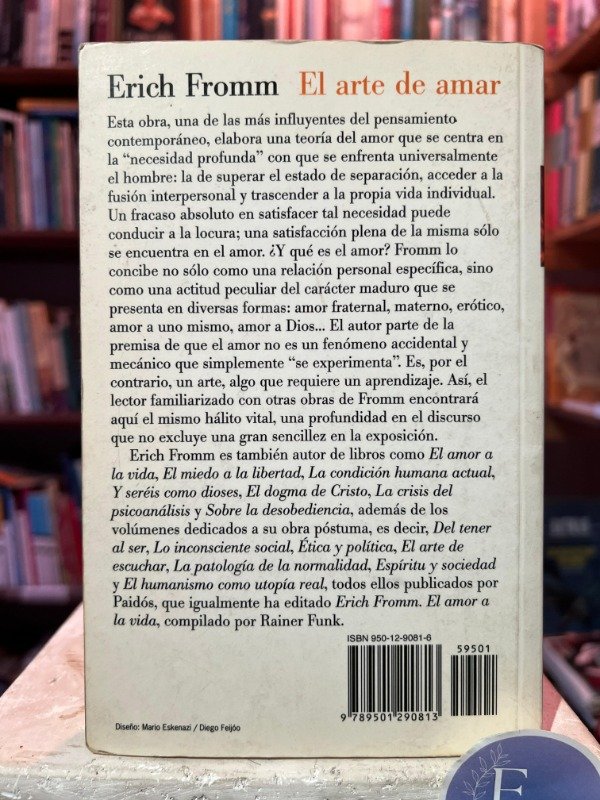 Erich Fromm El arte de amar
Esta obra, una de las más influyentes del pensamiento
contemporáneo, elabora una teoría del amor que se centra en
la “necesidad profunda” con que se enfrenta universalmente
el hombre: la de superar el estado de separación, acceder a la
fusión interpersonal y trascender a la propia vida individual.
Un fracaso absoluto en satisfacer tal necesidad puede
conducir a la locura; una satisfacción plena de la misma sólo
se encuentra en el amor. ¿Y qué es el amor? Fromm lo
concibe no sólo como una relación personal específica, sino
como una actitud peculiar del carácter maduro que se
presenta en diversas formas: amor fraternal, materno, erótico,
amor a uno mismo, amor a Dios... El autor parte de la
premisa de que el amor no es un fenómeno accidental y
mecánico que simplemente “se experimenta”. Es, por el
contrario, un arte, algo que requiere un aprendizaje. Así, el
lector familiarizado con otras obras de Fromm encontrará
aquí el mismo hálito vital, una profundidad en el discurso
que no excluye una gran sencillez en la exposición.
Erich Fromm es también autor de libros como El amor a
la vida, El miedo a la libertad, La condición humana actual,
Y seréis como dioses, El dogma de Cristo, La crisis del
psicoanálisis y Sobre la desobediencia, además de los
volúmenes dedicados a su obra póstuma, es decir, Del tener
al ser, Lo inconsciente social, Ética y política, El arte de
escuchar, La patología de la normalidad, Espíritu y sociedad
y El humanismo como utopía real, todos ellos publicados por
Paidós, que igualmente ha editado Erich Fromm. El amor a
la vida, compilado por Rainer Funk.
ISBN 950-12-9081-6
59501
9 789501 290813
Diseño: Mario Eskenazi / Diego Feijóo